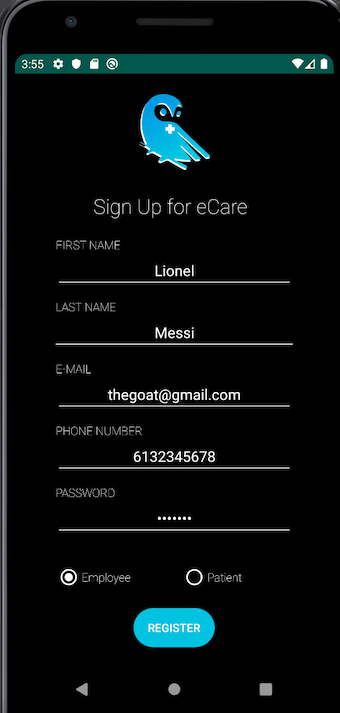 3:55
Sign Up for eCare
FIRST NAME
Lionel
LAST NAME
Messi
E-MAIL
thegoat@gmail.com
PHONE NUMBER
6132345678
PASSWORD
•••••••
Employee
Patient
REGISTER